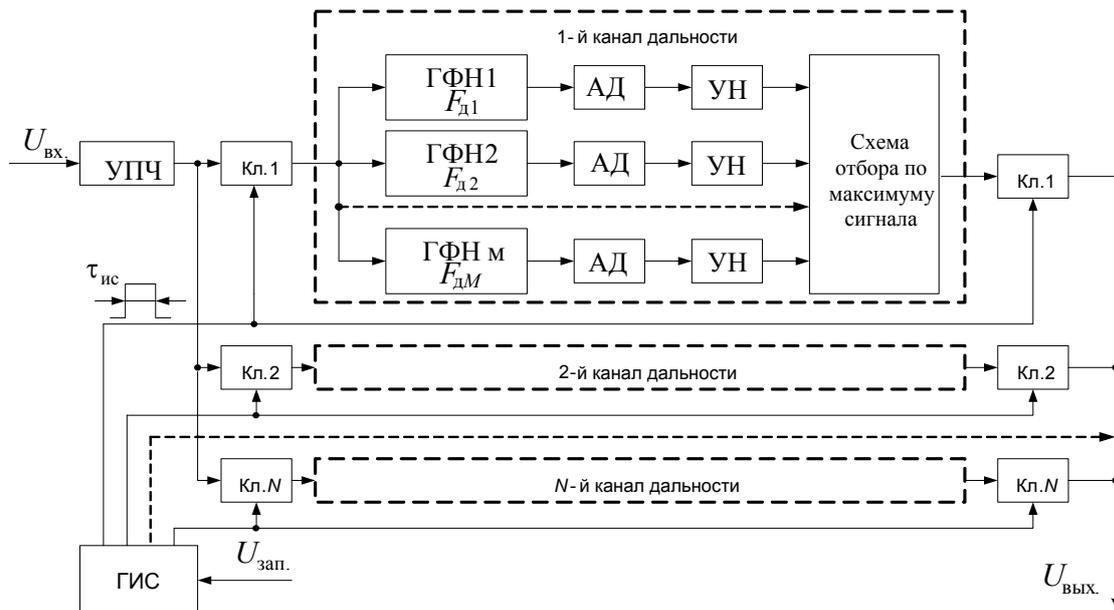 1-й канал дальности
ГФН1
Fд1
АД
УН
Uвх.
УПЧ
Кл.1
ГФН2
Fд2
АД
УН
Схема
отбора по
максимуму
сигнала
Кл.1
ГФН м
FдM
АД
УН
τис
Кл.2
2-й канал дальности
Кл.2
Кл.N
N-й канал дальности
Кл.N
ГИС
Uзап.
Uвых.